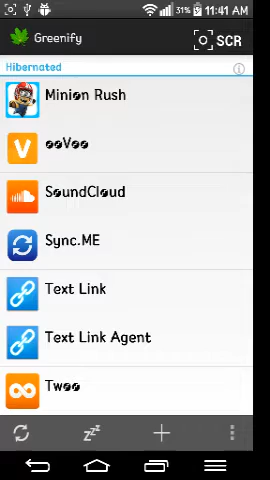 31% 11:41 AM
Greenify
SCR
Hibernated
Minion Rush
ooVoo
SoundCloud
Sync.ME
Text Link
Text Link Agent
Twoo
zzz